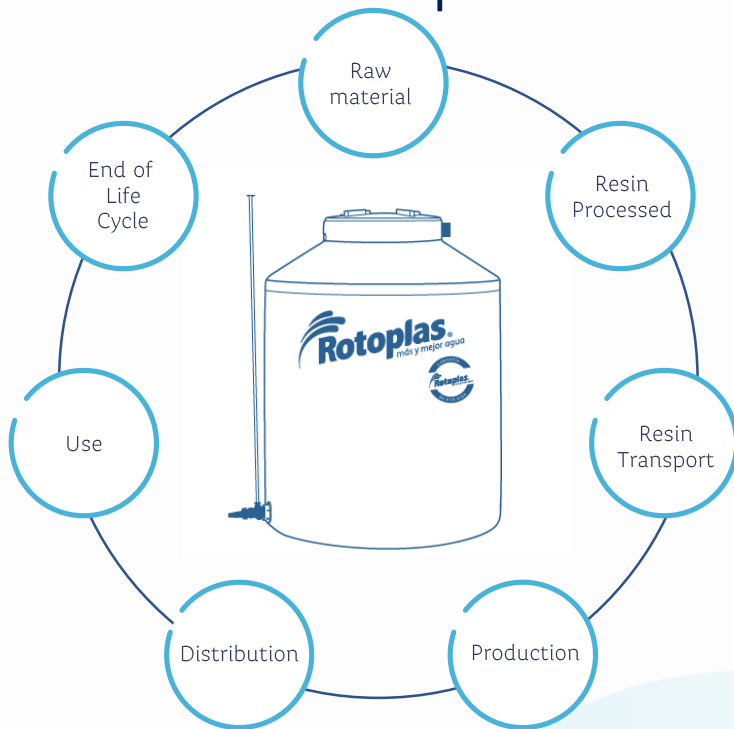 Raw
material
Resin
Processed
Resin
Transport
Production
Distribution
Use
End of
Life
Cycle
Rotoplas®
más y mejor agua
Rotoplas